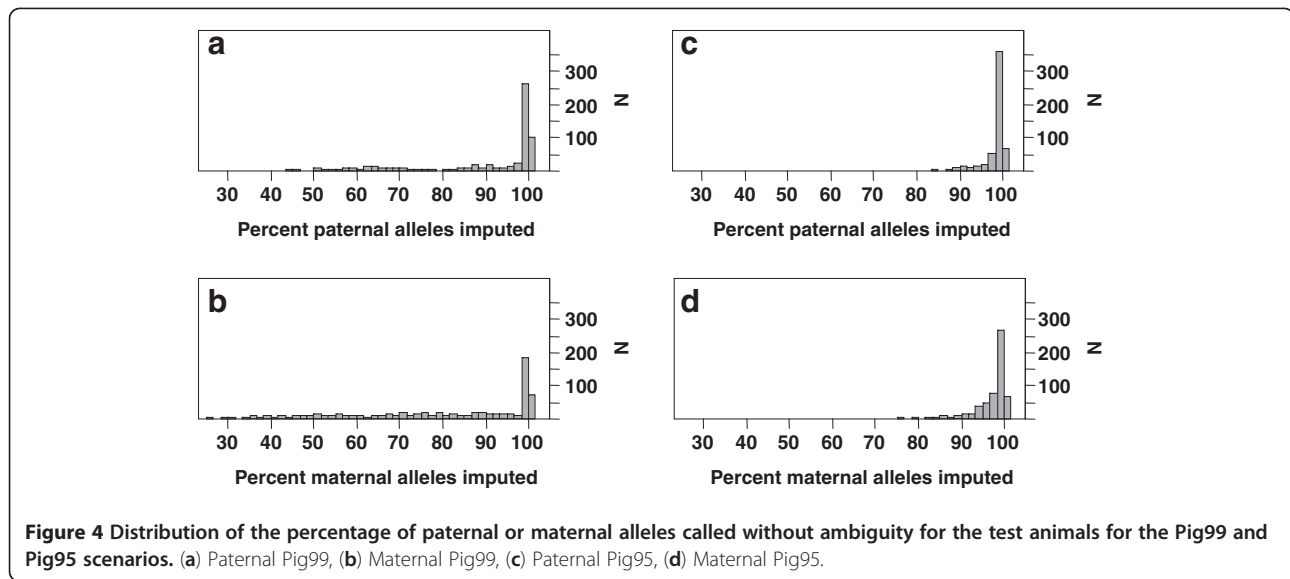 a
300
200
100
N
30 40 50 60 70 80 90 100
Percent paternal alleles imputed
c
300
200
100
N
30 40 50 60 70 80 90 100
Percent paternal alleles imputed
b
300
200
100
N
30 40 50 60 70 80 90 100
Percent maternal alleles imputed
d
300
200
100
N
30 40 50 60 70 80 90 100
Percent maternal alleles imputed
Figure 4 Distribution of the percentage of paternal or maternal alleles called without ambiguity for the test animals for the Pig99 and
Pig95 scenarios. (a) Paternal Pig99, (b) Maternal Pig99, (c) Paternal Pig95, (d) Maternal Pig95.